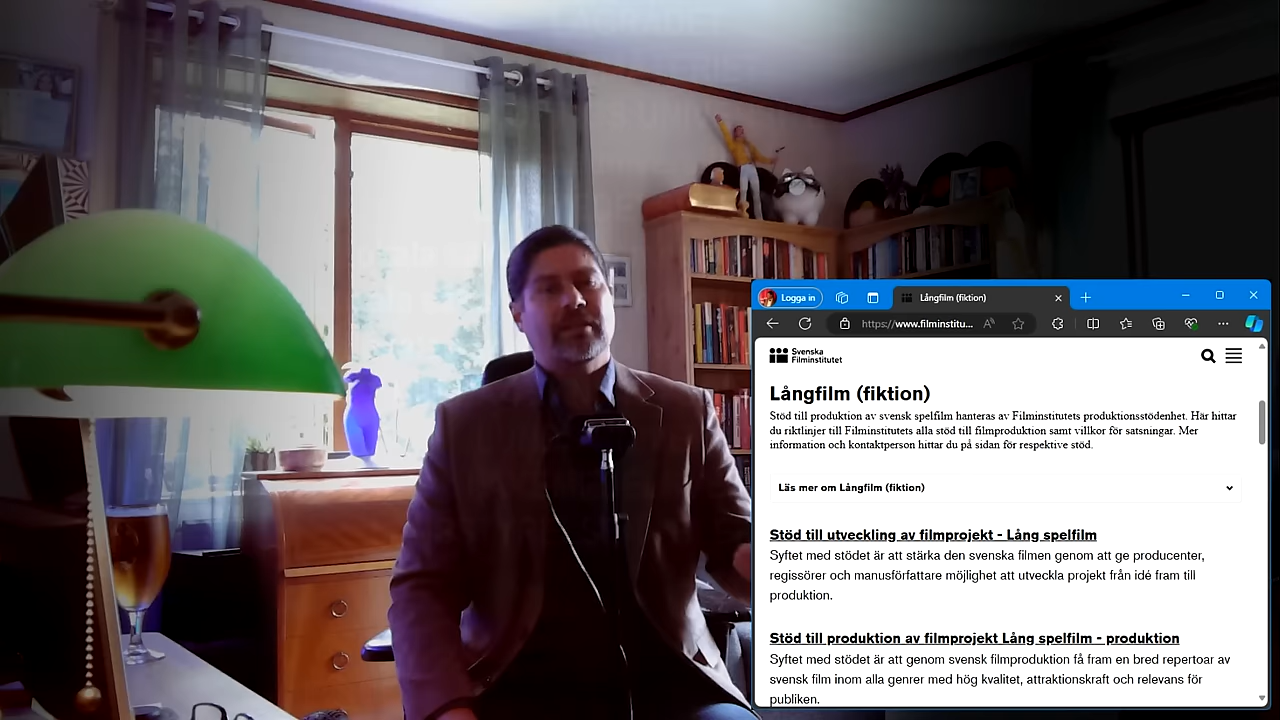 Logga in
Långfilm (fiktion)
https://www.filminstitu...
Svenska
Filminstitutet
Långfilm (fiktion)
Stöd till produktion av svensk spelfilm hanteras av Filminstitutets produktionsstödenhet. Här hittar
du riktlinjer till Filminstitutets alla stöd till filmproduktion samt villkor för satsningar. Mer
information och kontaktperson hittar du på sidan för respektive stöd.
Läs mer om Långfilm (fiktion)
Stöd till utveckling av filmprojekt - Lång spelfilm
Syftet med stödet är att stärka den svenska filmen genom att ge producenter,
regissörer och manusförfattare möjlighet att utveckla projekt från idé fram till
produktion.
Stöd till produktion av filmprojekt Lång spelfilm - produktion
Syftet med stödet är att genom svensk filmproduktion få fram en bred repertoar av
svensk film inom alla genrer med hög kvalitet, attraktionskraft och relevans för
publiken.